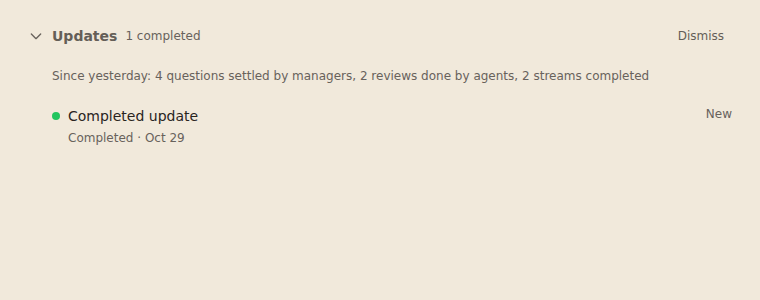 Updates 1 completed Dismiss
Since yesterday: 4 questions settled by managers, 2 reviews done by agents, 2 streams completed
Completed update New
Completed · Oct 29